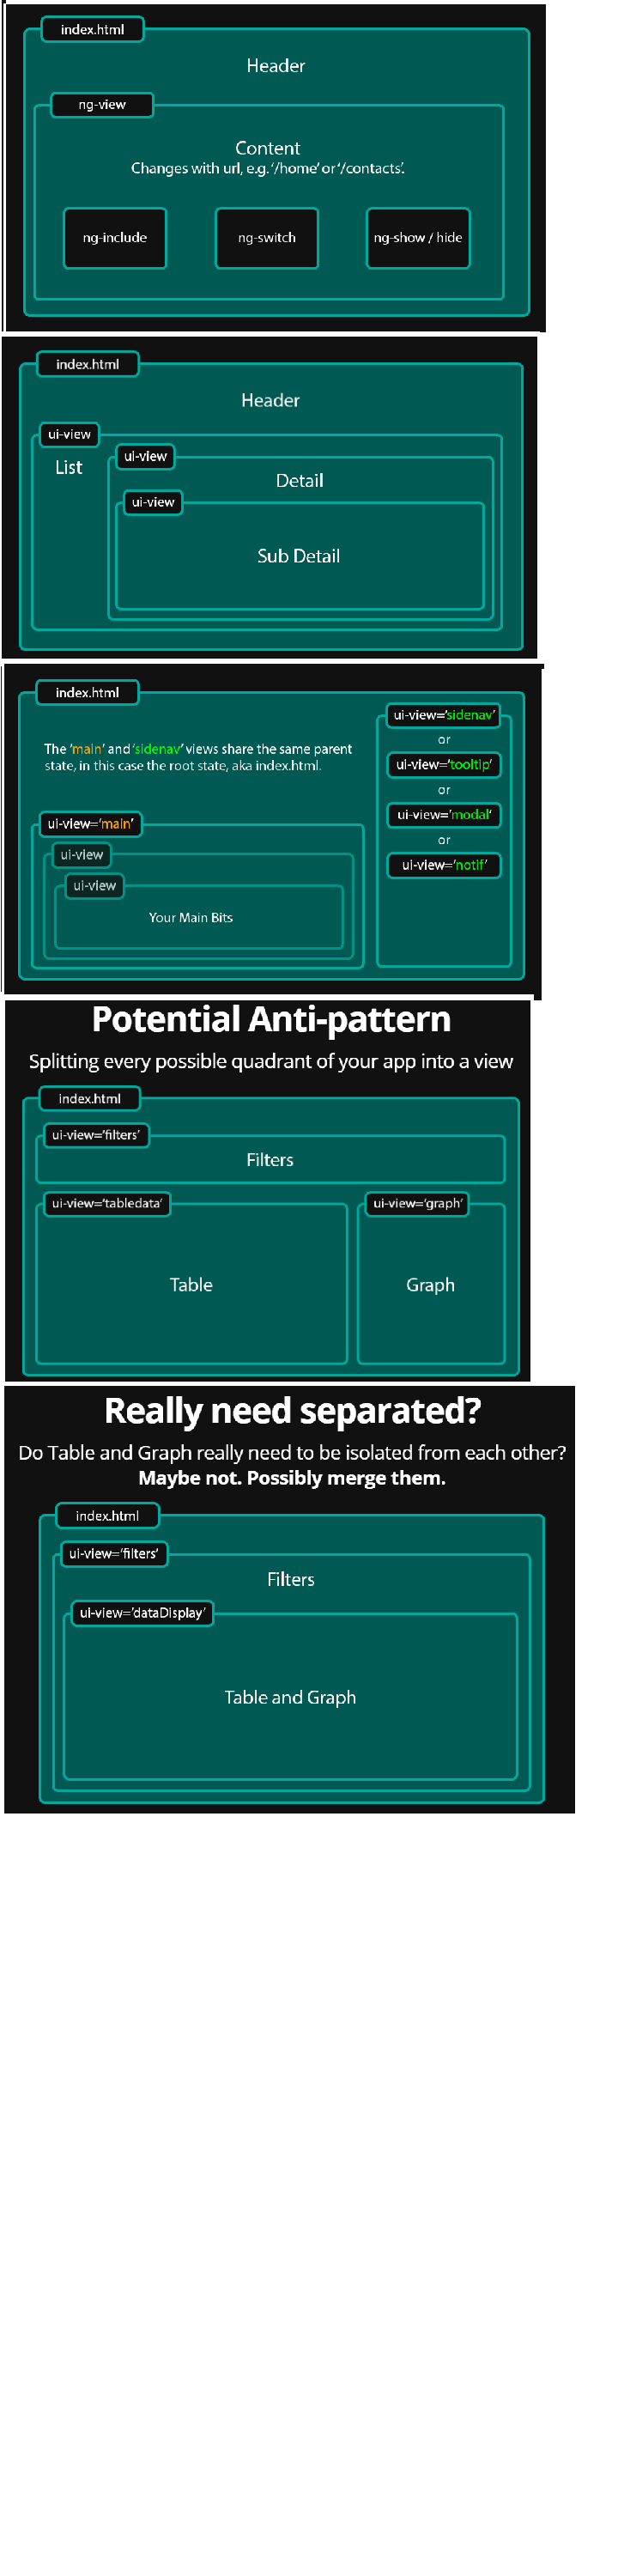 index.html
Header
ng-view
Content
Changes with url, e.g. '/home' or '/contacts'.
ng-include
ng-switch
ng-show / hide
index.html
Header
ui-view
List
ui-view
Detail
ui-view
Sub Detail
index.html
The 'main' and 'sidenav' views share the same parent
state, in this case the root state, aka index.html.
ui-view='main'
ui-view
ui-view
Your Main Bits
ui-view='sidenav'
or
ui-view='tooltip'
or
ui-view='modal'
or
ui-view='notif'
Potential Anti-pattern
Splitting every possible quadrant of your app into a view
index.html
ui-view='filters'
Filters
ui-view='tabledata'
Table
ui-view='graph'
Graph
Really need separated?
Do Table and Graph really need to be isolated from each other?
Maybe not. Possibly merge them.
index.html
ui-view='filters'
Filters
ui-view='dataDisplay'
Table and Graph